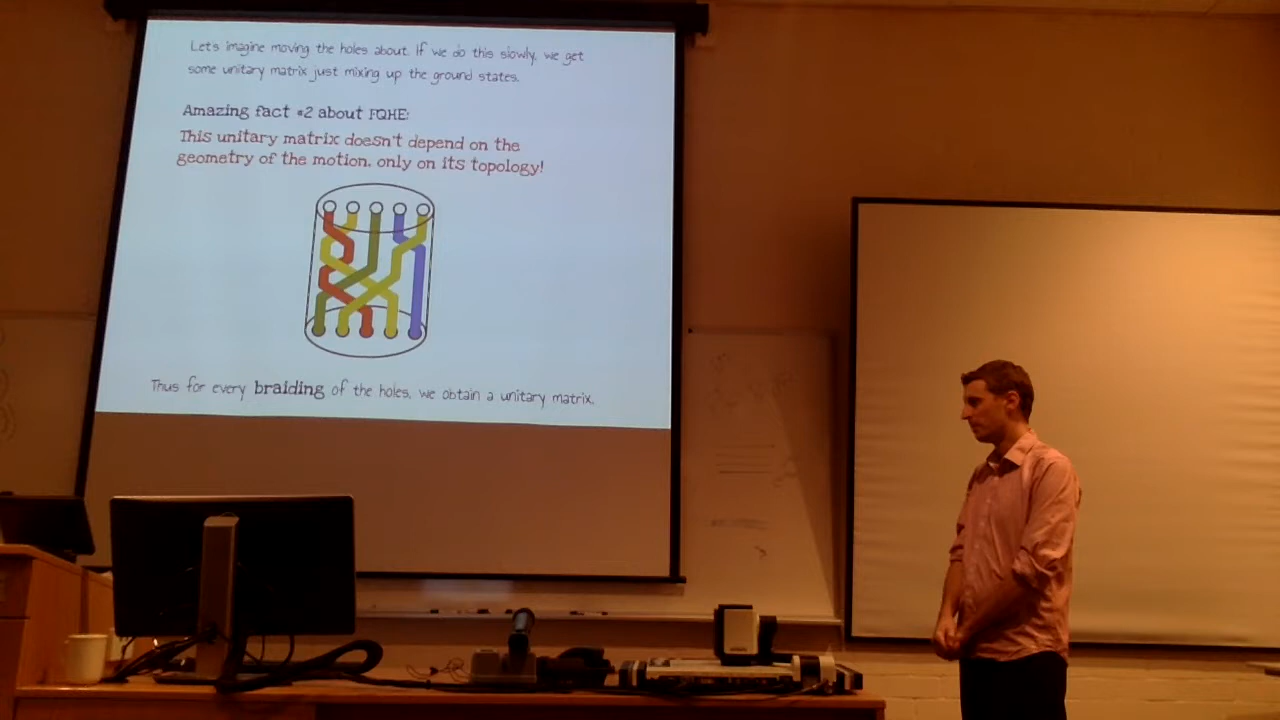 Let's imagine moving the holes about. If we do this slowly, we get
some unitary matrix just mixing up the ground states.
Amazing fact #2 about FQHE:
This unitary matrix doesn't depend on the
geometry of the motion, only on its topology!
Thus for every braiding of the holes, we obtain a unitary matrix.